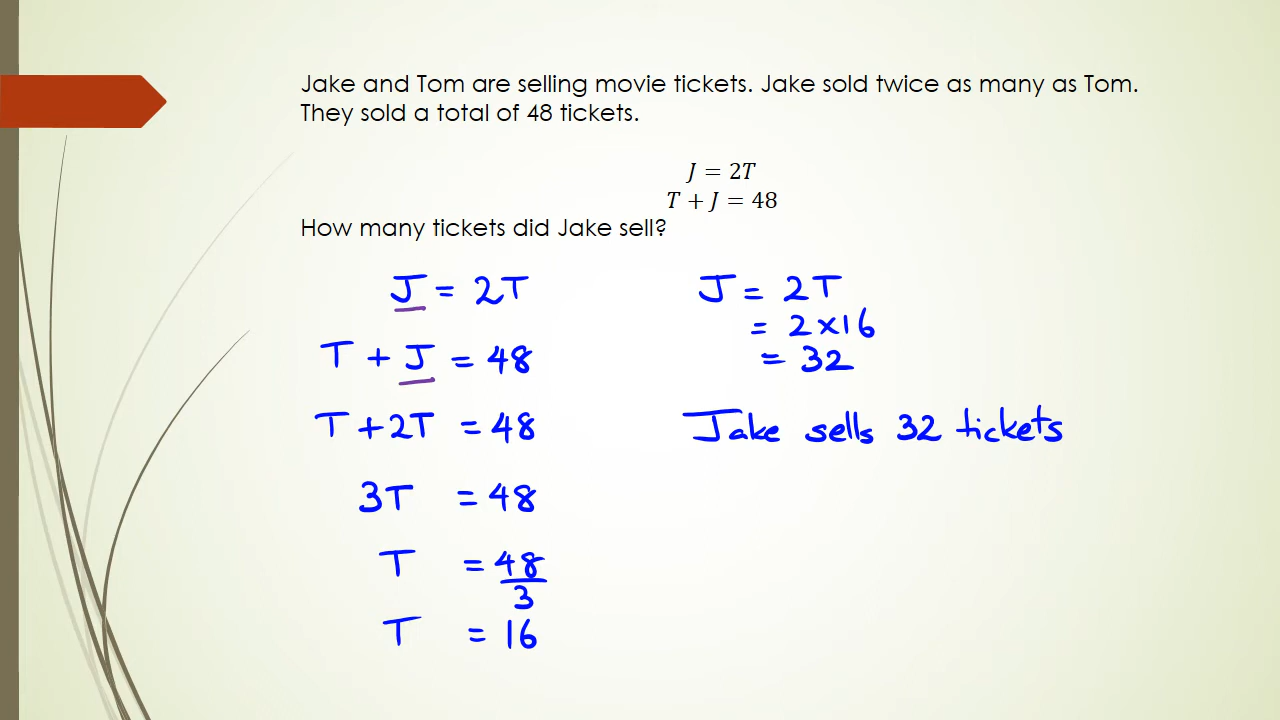 Jake and Tom are selling movie tickets. Jake sold twice as many as Tom.
They sold a total of 48 tickets.
J = 2T
T + J = 48
How many tickets did Jake sell?
J = 2T
T + J = 48
T + 2T = 48
3T = 48
T = 48/3
T = 16
J = 2T
= 2 × 16
= 32
Jake sells 32 tickets